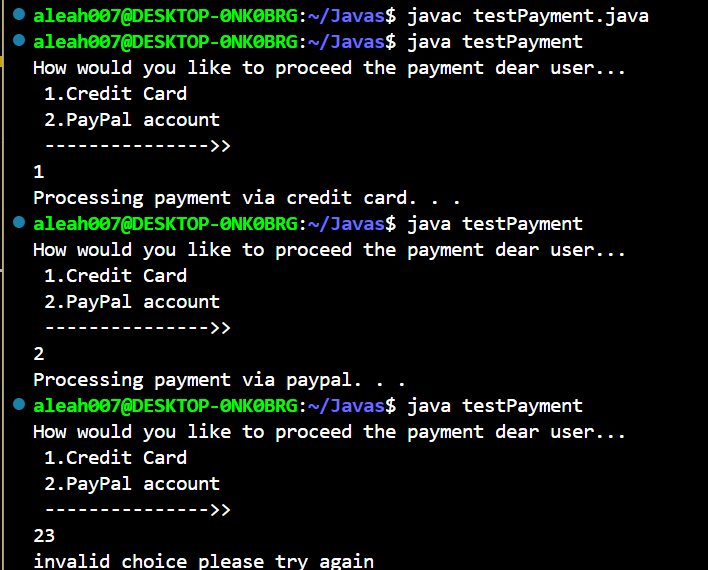 aleah007@DESKTOP-0NK0BRG:~/Javas$ javac testPayment.java
aleah007@DESKTOP-0NK0BRG:~/Javas$ java testPayment
How would you like to proceed the payment dear user...
 1.Credit Card
 2.PayPal account
 --------------->>
1
Processing payment via credit card. . .
aleah007@DESKTOP-0NK0BRG:~/Javas$ java testPayment
How would you like to proceed the payment dear user...
 1.Credit Card
 2.PayPal account
 --------------->>
2
Processing payment via paypal. . .
aleah007@DESKTOP-0NK0BRG:~/Javas$ java testPayment
How would you like to proceed the payment dear user...
 1.Credit Card
 2.PayPal account
 --------------->>
23
invalid choice please try again